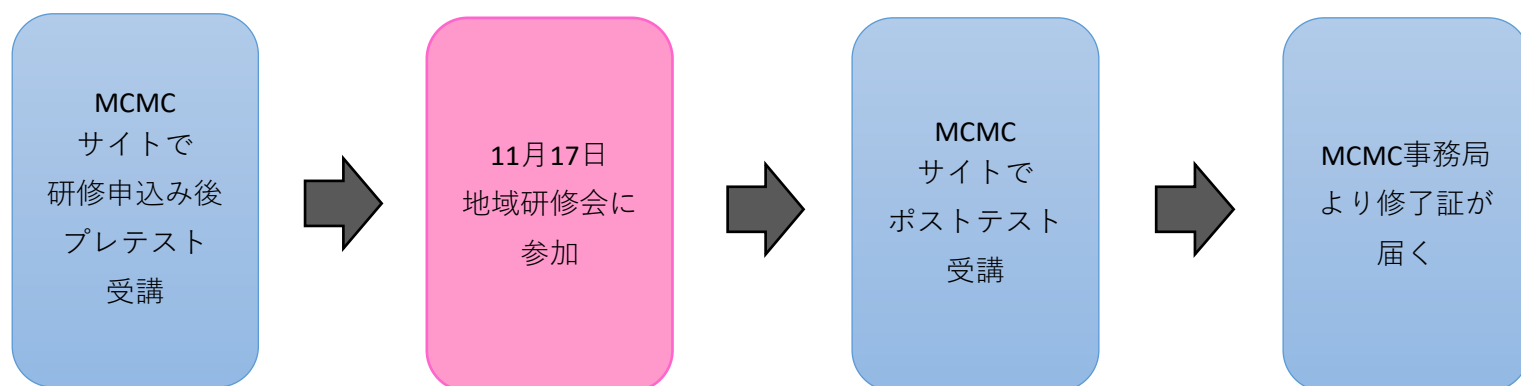 MCMC
サイトで
研修申込み後
プレテスト
受講
11月17日
地域研修会に
参加
MCMC
サイトで
ポストテスト
受講
MCMC事務局
より修了証が
届く